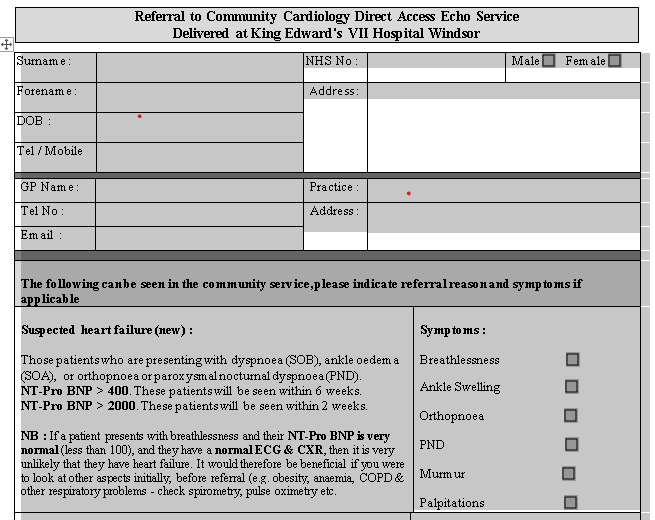 Referral to Community Cardiology Direct Access Echo Service
Delivered at King Edward's VII Hospital Windsor
Surname: NHS No: Male Female
Forename: Address:
DOB :
Tel / Mobile
GP Name: Practice :
Tel No : Address:
Email :
The following can be seen in the community service, please indicate referral reason and symptoms if
applicable
Suspected heart failure (new) : Symptoms :
Those patients who are presenting with dyspnoea (SOB), ankle oedema
(SOA), or orthopnoea or paroxysmal nocturnal dyspnoea (PND).
NT-Pro BNP > 400. These patients will be seen within 6 weeks.
NT-Pro BNP > 2000. These patients will be seen within 2 weeks.
NB : If a patient presents with breathlessness and their NT-Pro BNP is very
normal (less than 100), and they have a normal ECG & CXR, then it is very
unlikely that they have heart failure. It would therefore be beneficial if you were
to look at other aspects initially, before referral (e.g. obesity, anaemia, COPD &
other respiratory problems - check spirometry, pulse oximetry etc.
Breathlessness
Ankle Swelling
Orthopnoea
PND
Murmur
Palpitations